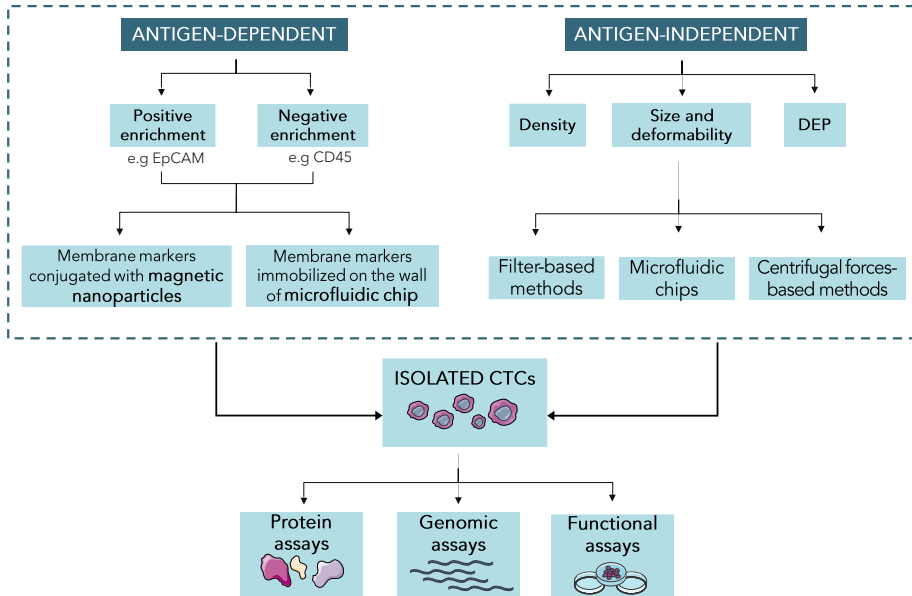 ANTIGEN-DEPENDENT
ANTIGEN-INDEPENDENT
Positive
enrichment
e.g EpCAM
Negative
enrichment
e.g CD45
Density
Size and
deformability
DEP
Membrane markers
conjugated with magnetic
nanoparticles
Membrane markers
immobilized on the wall
of microfluidic chip
Filter-based
methods
Microfluidic
chips
Centrifugal forces-
based methods
ISOLATED CTCs
Protein
assays
Genomic
assays
Functional
assays